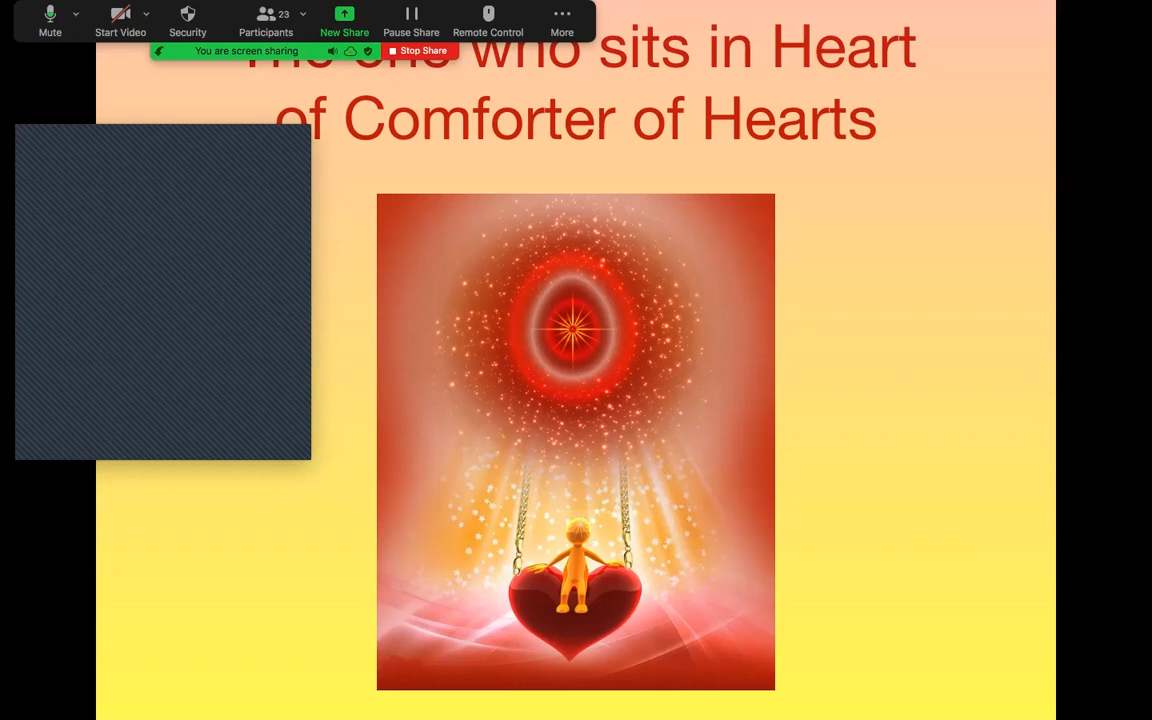 23
Mute
Start Video
Security
Participants
New Share
Pause Share
Remote Control
More
You are screen sharing
Stop Share
who sits in Heart
of Comforter of Hearts